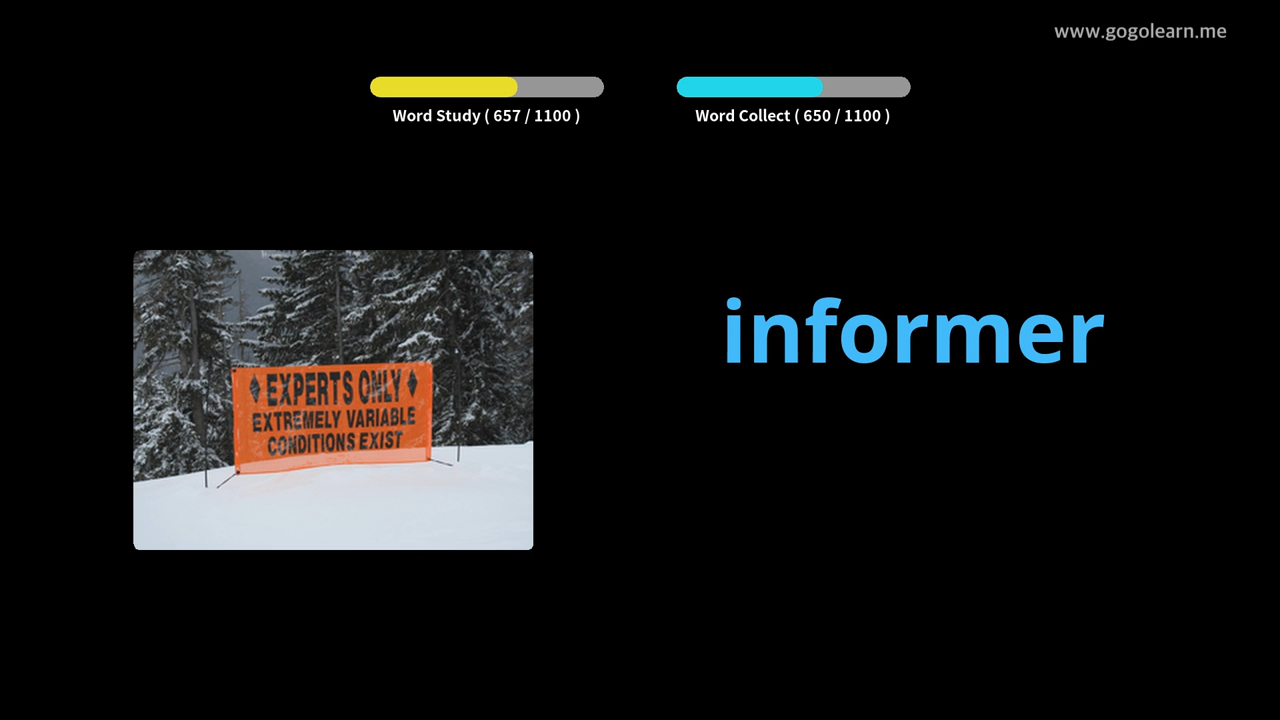 www.gogolearn.me
Word Study ( 657 / 1100 )
Word Collect ( 650 / 1100 )
informer
EXPERTS ONLY
EXTREMELY VARIABLE
CONDITIONS EXIST